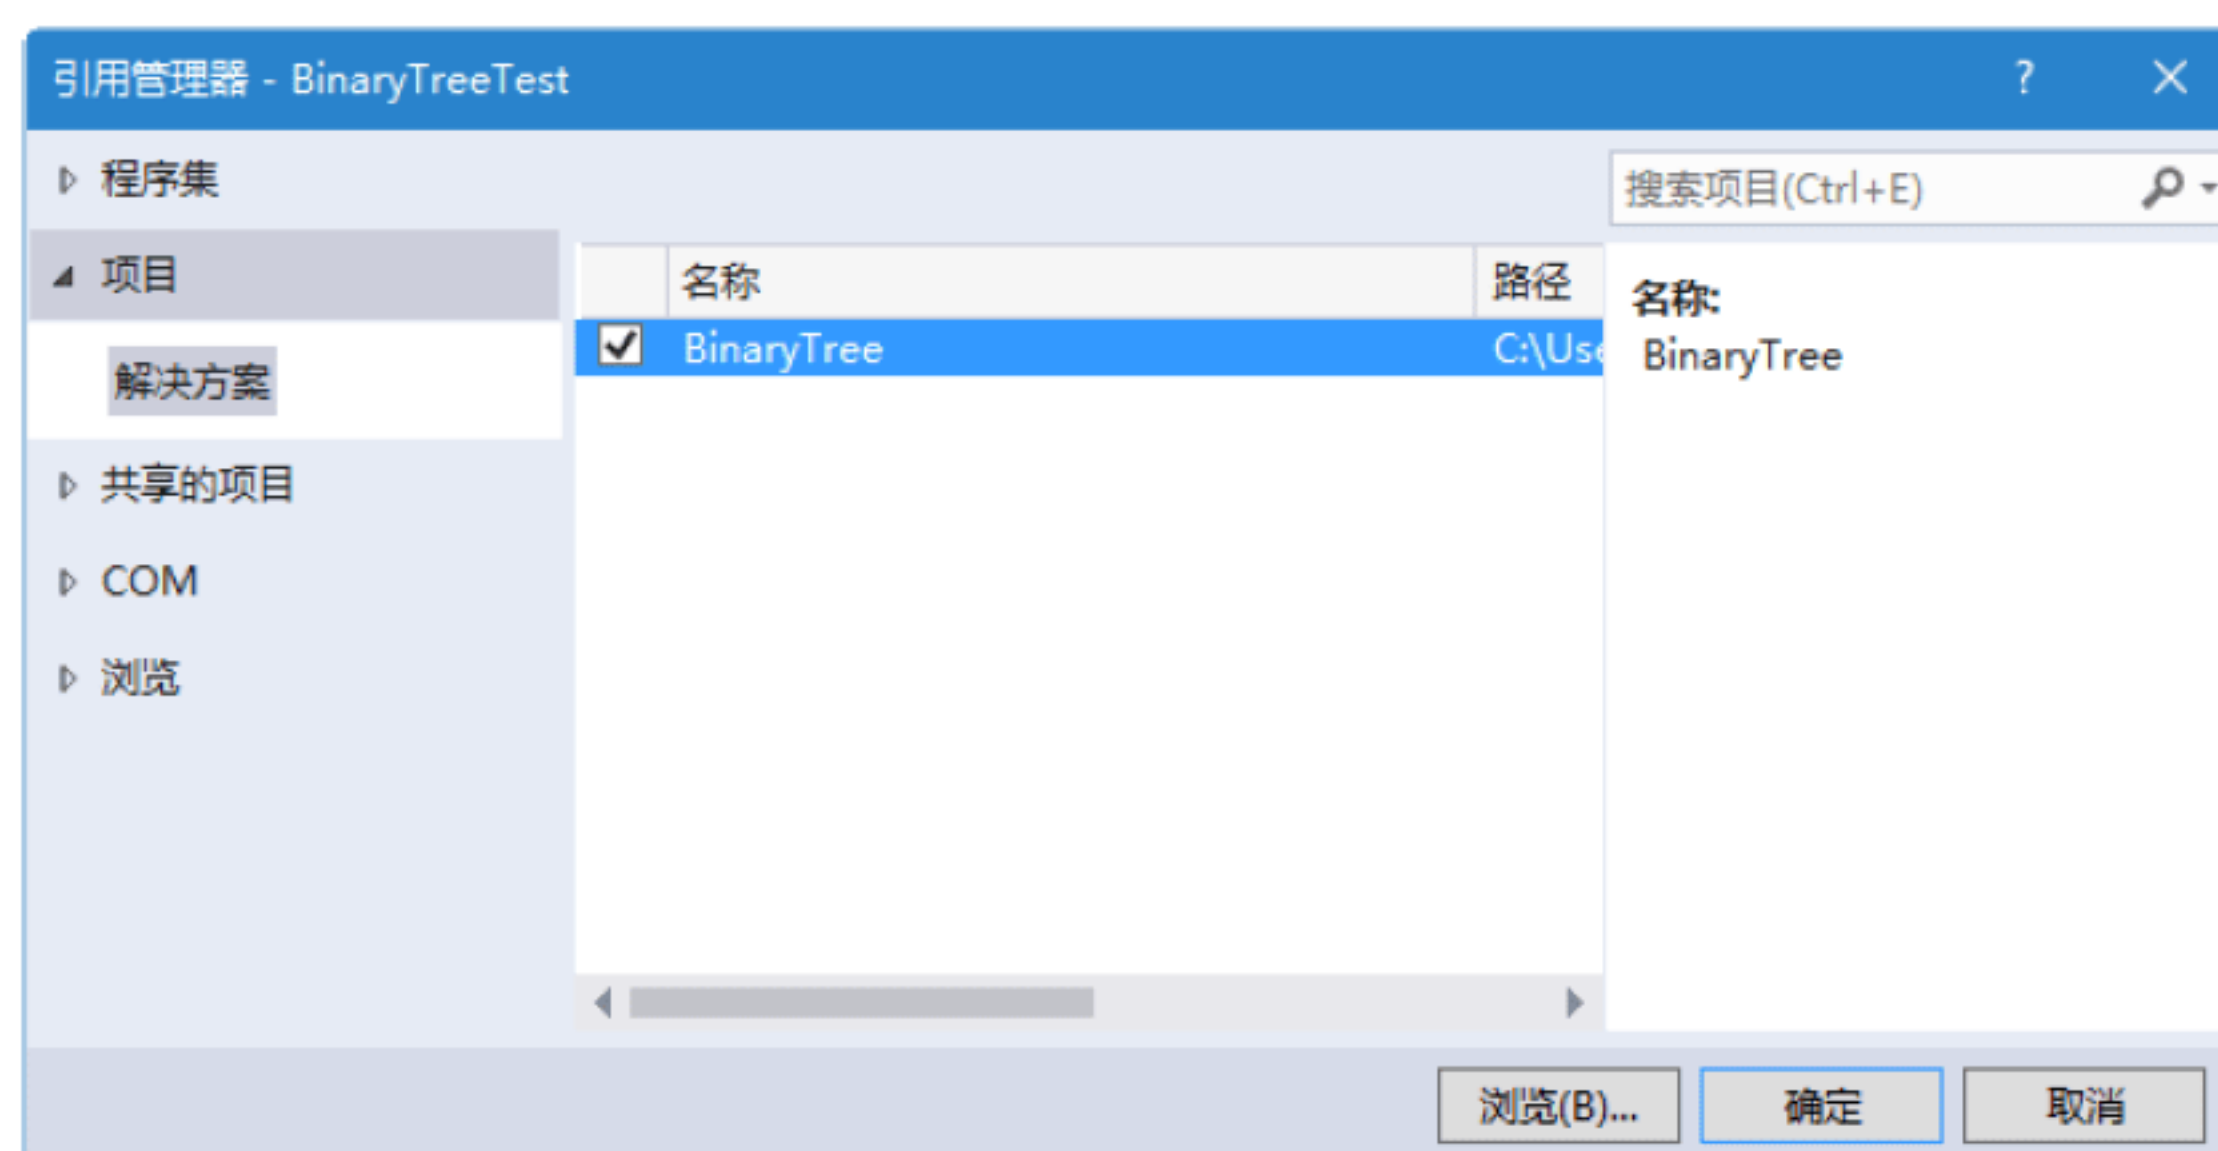 引用管理器 - BinaryTreeTest
?
程序集
搜索项目(Ctrl+E)
项目
名称 路径
名称:
BinaryTree C:\Use
BinaryTree
解决方案
共享的项目
COM
浏览
浏览(B)... 确定 取消